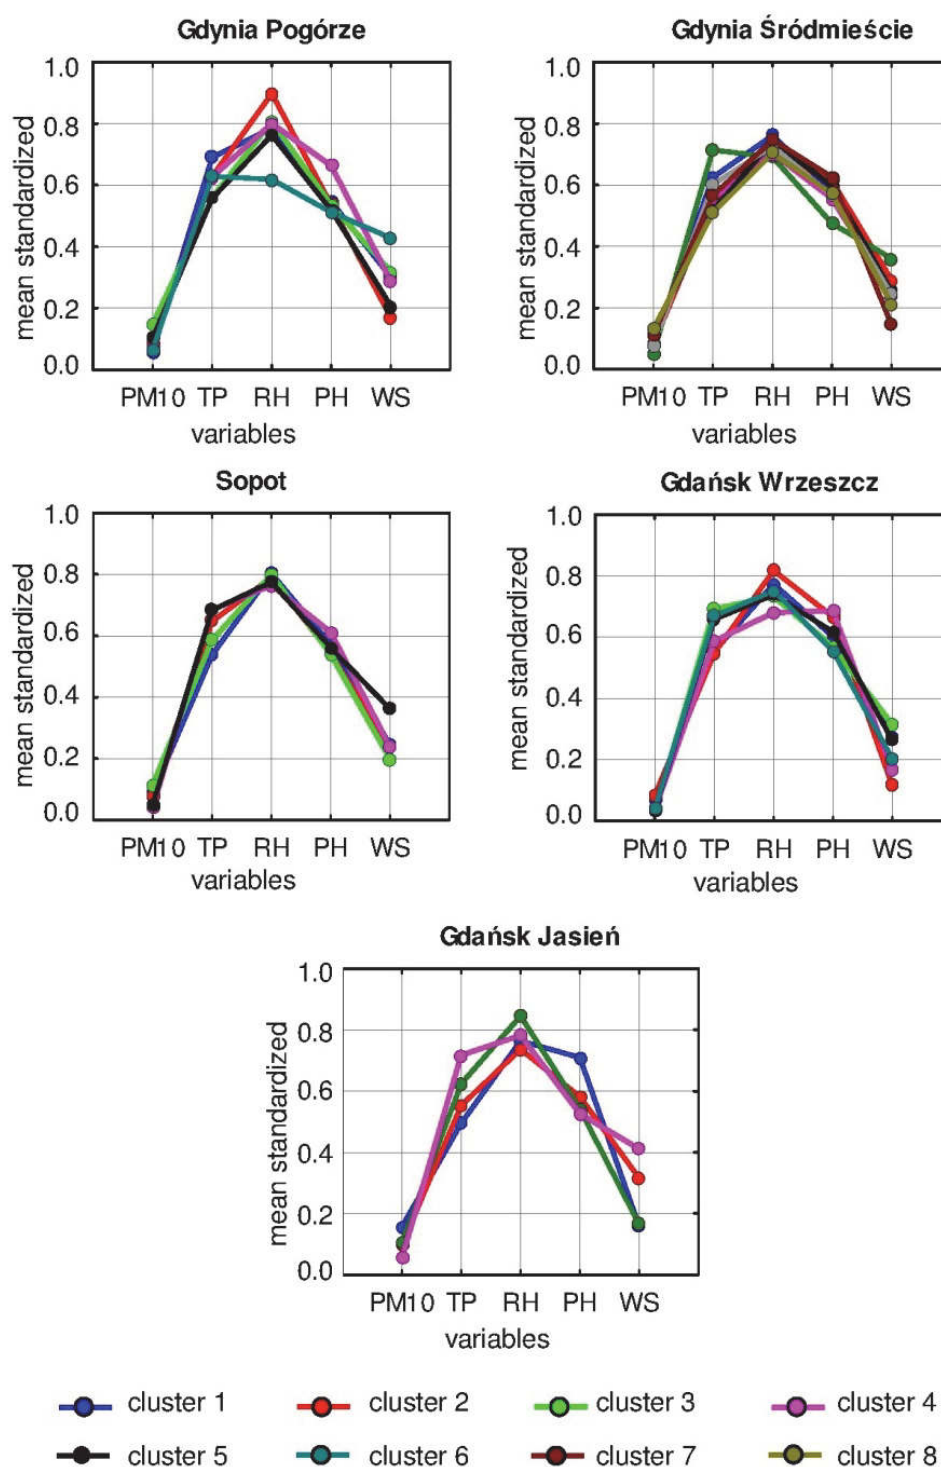 Gdynia Pogórze
Gdynia Śródmieście
1.0
0.8
0.6
0.4
0.2
0.0
mean standardized
PM10 TP RH PH WS
variables
1.0
0.8
0.6
0.4
0.2
0.0
mean standardized
PM10 TP RH PH WS
variables
Sopot
Gdańsk Wrzeszcz
1.0
0.8
0.6
0.4
0.2
0.0
mean standardized
PM10 TP RH PH WS
variables
1.0
0.8
0.6
0.4
0.2
0.0
mean standardized
PM10 TP RH PH WS
variables
Gdańsk Jasień
1.0
0.8
0.6
0.4
0.2
0.0
mean standardized
PM10 TP RH PH WS
variables
cluster 1 cluster 2 cluster 3 cluster 4
cluster 5 cluster 6 cluster 7 cluster 8